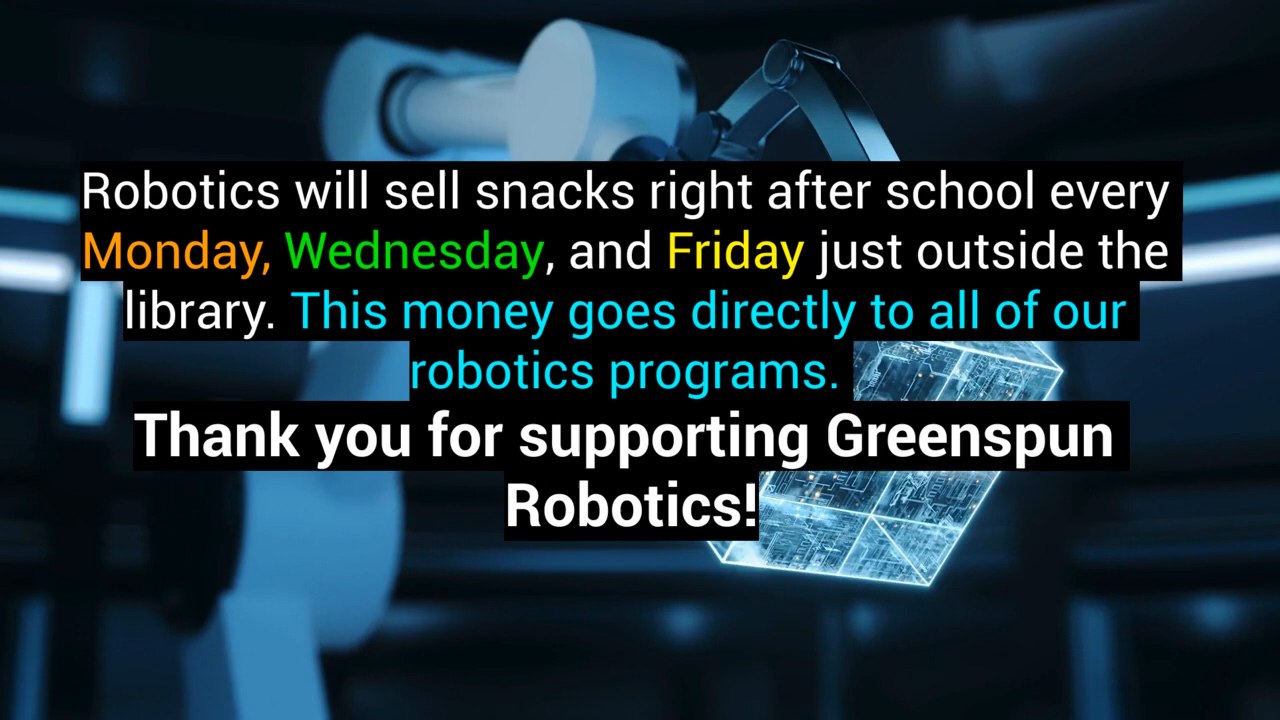 Robotics will sell snacks right after school every
Monday, Wednesday, and Friday just outside the
library. This money goes directly to all of our
robotics programs.
Thank you for supporting Greenspun
Robotics!